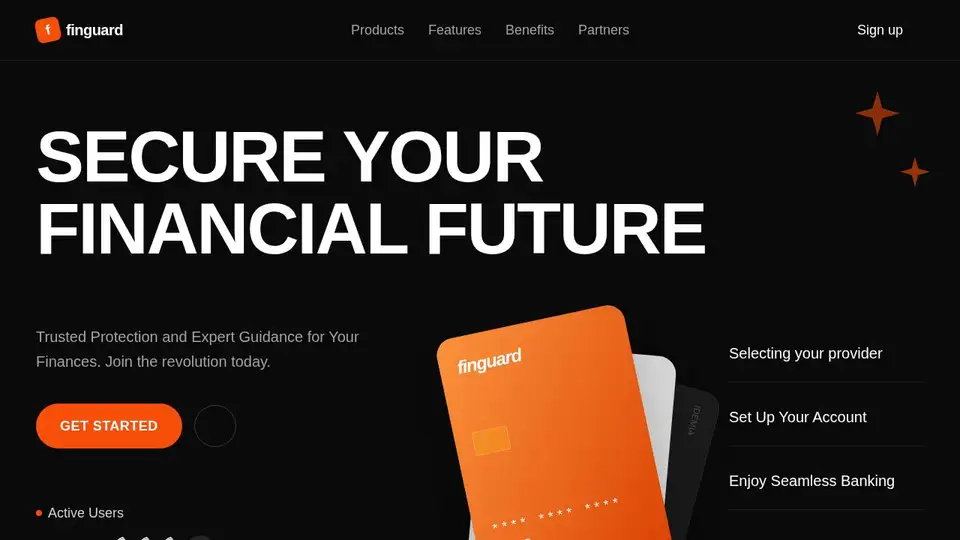 f finguard
Products Features Benefits Partners
Sign up
SECURE YOUR
FINANCIAL FUTURE
Trusted Protection and Expert Guidance for Your
Finances. Join the revolution today.
GET STARTED
Active Users
finguard
**** **** ****
IDEMIA
Selecting your provider
Set Up Your Account
Enjoy Seamless Banking